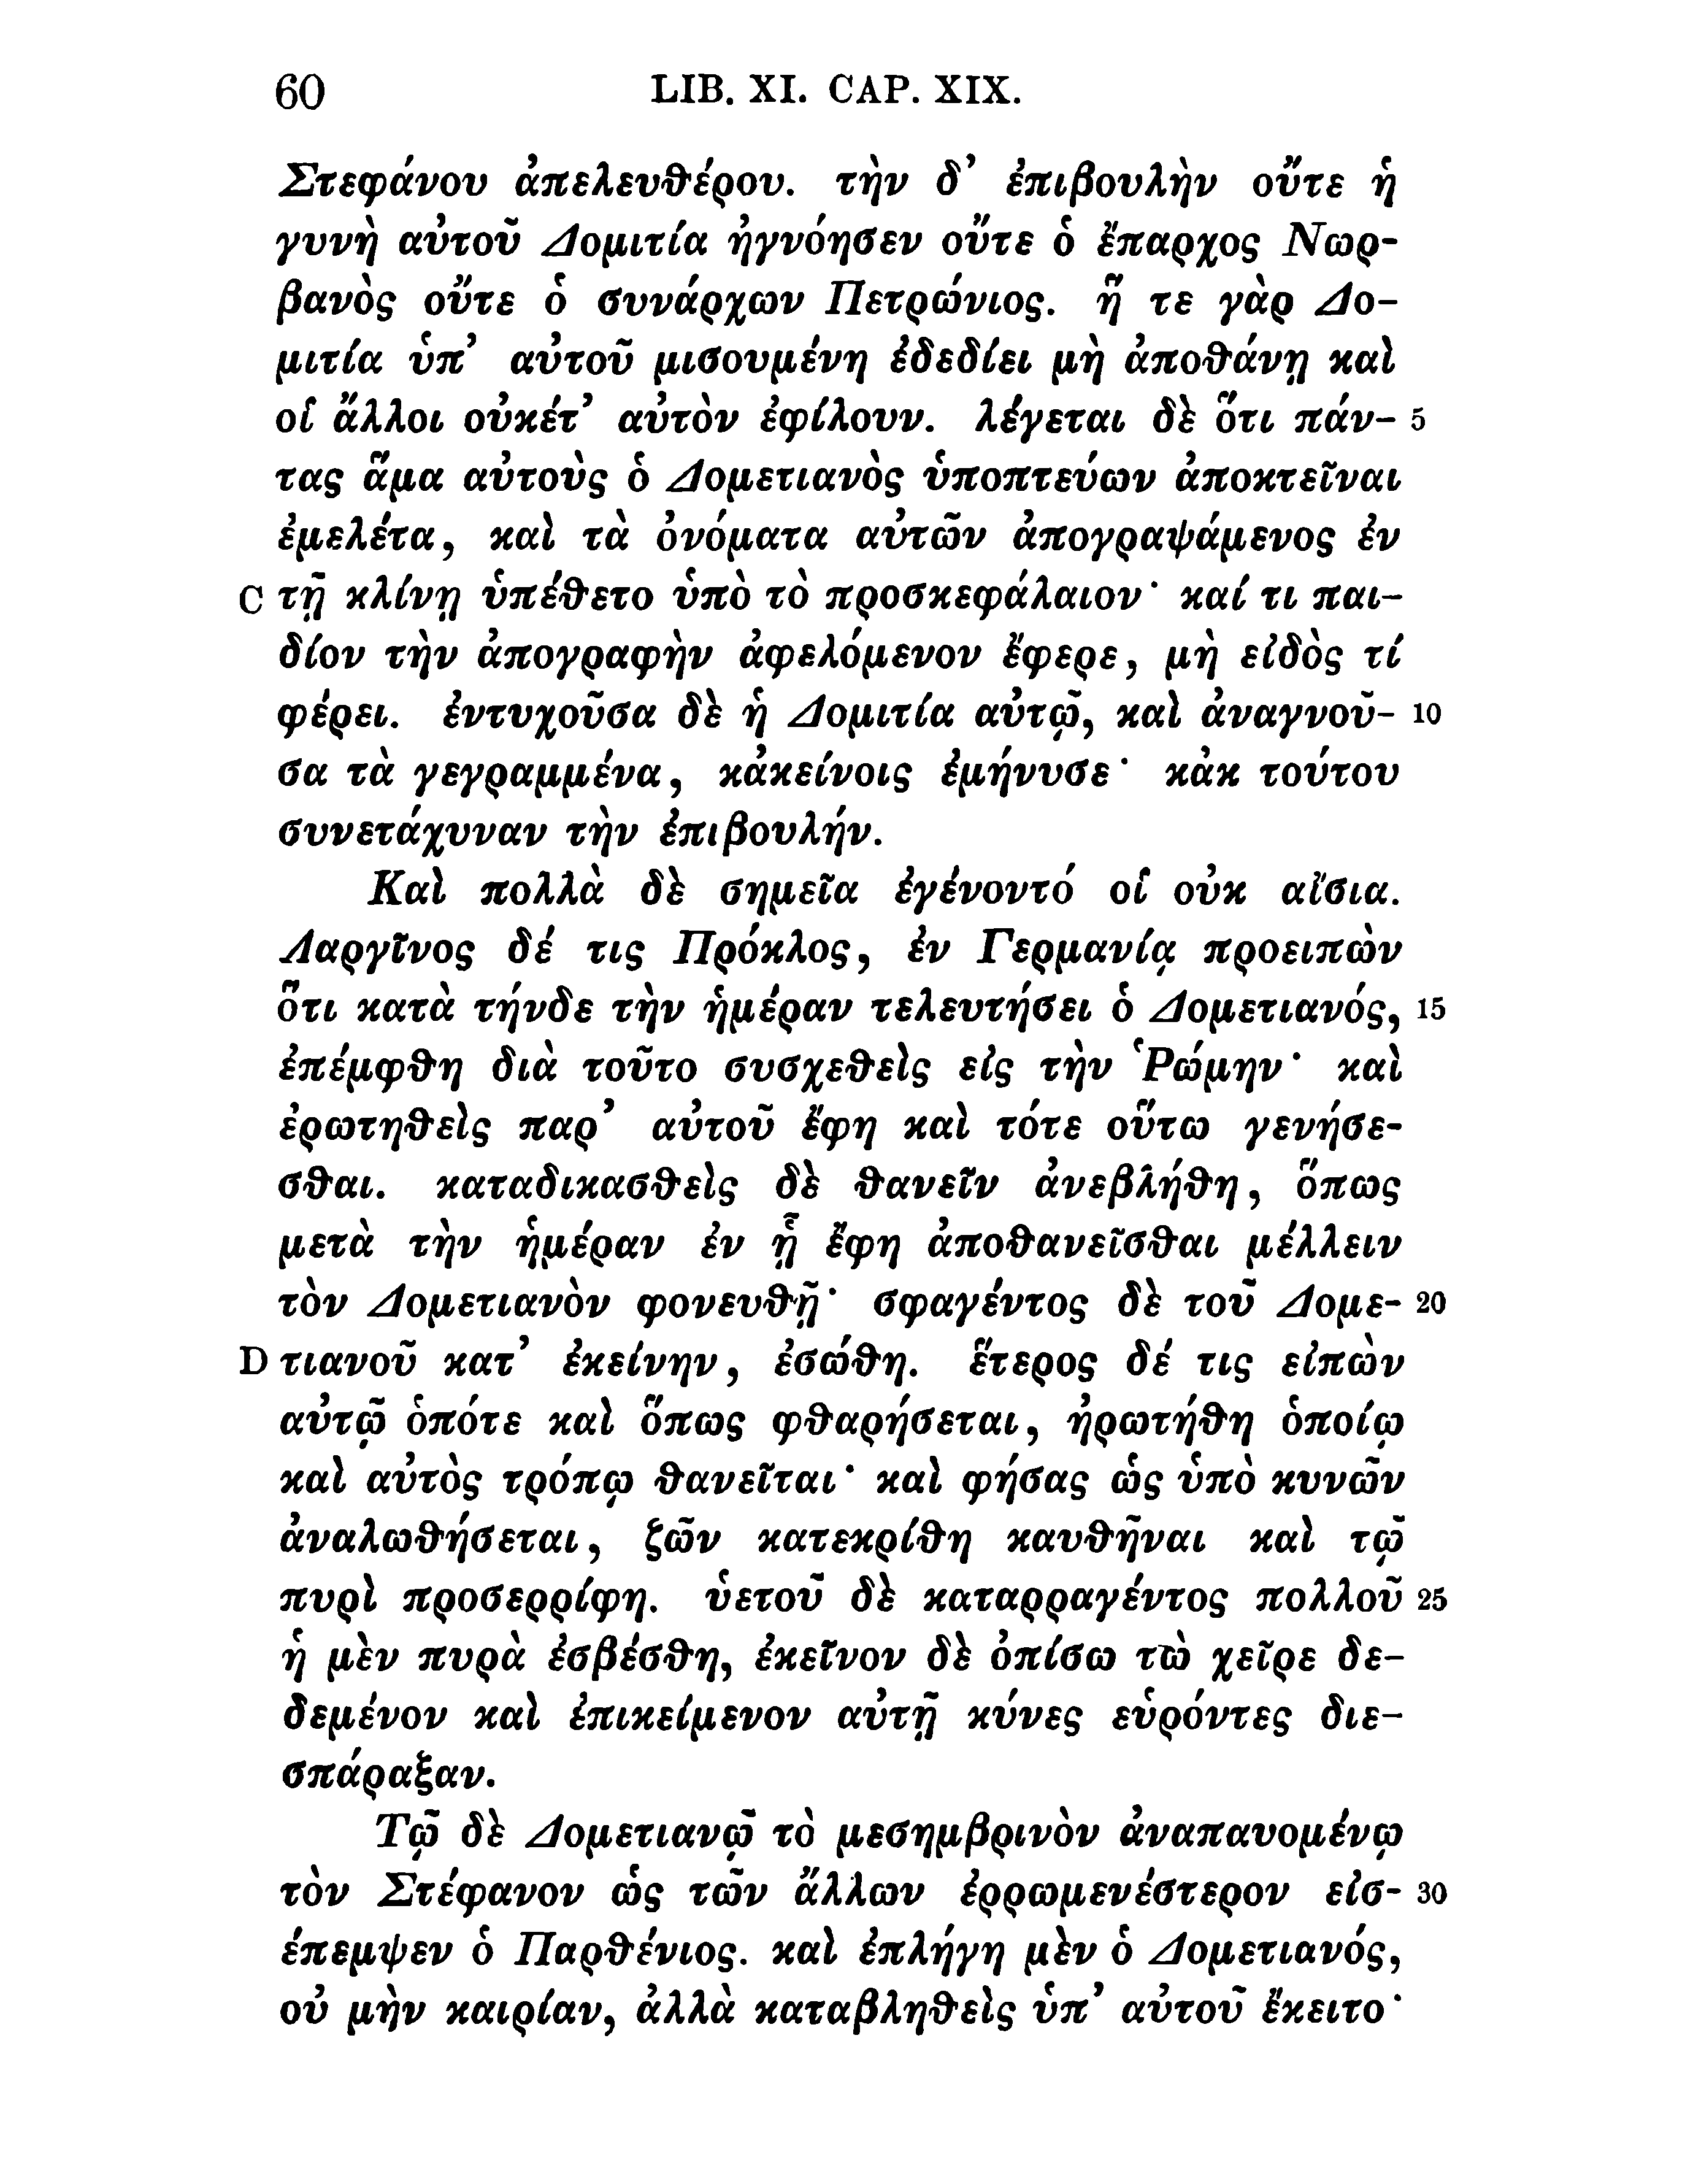 60 LIB. XI. CAP. XIX.
Στεφάνου ἀπελευθέρου. τὴν δ’ ἐπιβουλὴν οὔτε ἡ
γυνὴ αὐτοῦ Δομιτία ἠγνόησεν οὔτε ὁ ἔπαρχος Νωρ-
βανὸς οὔτε ὁ συνάρχων Πετρώνιος. ἥ τε γὰρ Δο-
μιτία ὑπ’ αὐτοῦ μισουμένη ἐδεδίει μὴ ἀποθάνῃ καὶ
οἱ ἄλλοι οὐκέτ’ αὐτὸν ἐφίλουν. λέγεται δὲ ὅτι πάν- 5
τας ἅμα αὐτοὺς ὁ Δομετιανὸς ὑποπτεύων ἀποκτεῖναι
ἐμελέτα, καὶ τὰ ὀνόματα αὐτῶν ἀπογραψάμενος ἐν
C τῇ κλίνῃ ὑπέθετο ὑπὸ τὸ προσκεφάλαιον· καί τι παι-
δίον τὴν ἀπογραφὴν ἀφελόμενον ἔφερε, μὴ εἰδὸς τί
φέρει. ἐντυχοῦσα δὲ ἡ Δομιτία αὐτῷ, καὶ ἀναγνοῦ- 10
σα τὰ γεγραμμένα, κἀκείνοις ἐμήνυσε· κἀκ τούτου
συνετάχυναν τὴν ἐπιβουλήν.
Καὶ πολλὰ δὲ σημεῖα ἐγένοντό οἱ οὐκ αἴσια.
Λαργῖνος δέ τις Πρόκλος, ἐν Γερμανίᾳ προειπὼν
ὅτι κατὰ τήνδε τὴν ἡμέραν τελευτήσει ὁ Δομετιανός, 15
ἐπέμφθη διὰ τοῦτο συσχεθεὶς εἰς τὴν Ῥώμην· καὶ
ἐρωτηθεὶς παρ’ αὐτοῦ ἔφη καὶ τότε οὕτω γενήσε-
σθαι. καταδικασθεὶς δὲ θανεῖν ἀνεβλήθη, ὅπως
μετὰ τὴν ἡμέραν ἐν ᾗ ἔφη ἀποθανεῖσθαι μέλλειν
τὸν Δομετιανὸν φονευθῇ· σφαγέντος δὲ τοῦ Δομε- 20
D τιανοῦ κατ’ ἐκείνην, ἐσώθη. ἕτερος δέ τις εἰπὼν
αὐτῷ ὁπότε καὶ ὅπως φθαρήσεται, ἠρωτήθη ὁποίῳ
καὶ αὐτὸς τρόπῳ θανεῖται· καὶ φήσας ὡς ὑπὸ κυνῶν
ἀναλωθήσεται, ζῶν κατεκρίθη καυθῆναι καὶ τῷ
πυρὶ προσερρίφη. ὑετοῦ δὲ καταρραγέντος πολλοῦ 25
ἡ μὲν πυρὰ ἐσβέσθη, ἐκεῖνον δὲ ὀπίσω τὼ χεῖρε δε-
δεμένον καὶ ἐπικείμενον αὐτῇ κύνες εὑρόντες διε-
σπάραξαν.
Τῷ δὲ Δομετιανῷ τὸ μεσημβρινὸν ἀναπαυομένῳ
τὸν Στέφανον ὡς τῶν ἄλλων ἐρρωμενέστερον εἰσ- 30
έπεμψεν ὁ Παρθένιος. καὶ ἐπλήγη μὲν ὁ Δομετιανός,
οὐ μὴν καιρίαν, ἀλλὰ καταβληθεὶς ὑπ’ αὐτοῦ ἔκειτο·